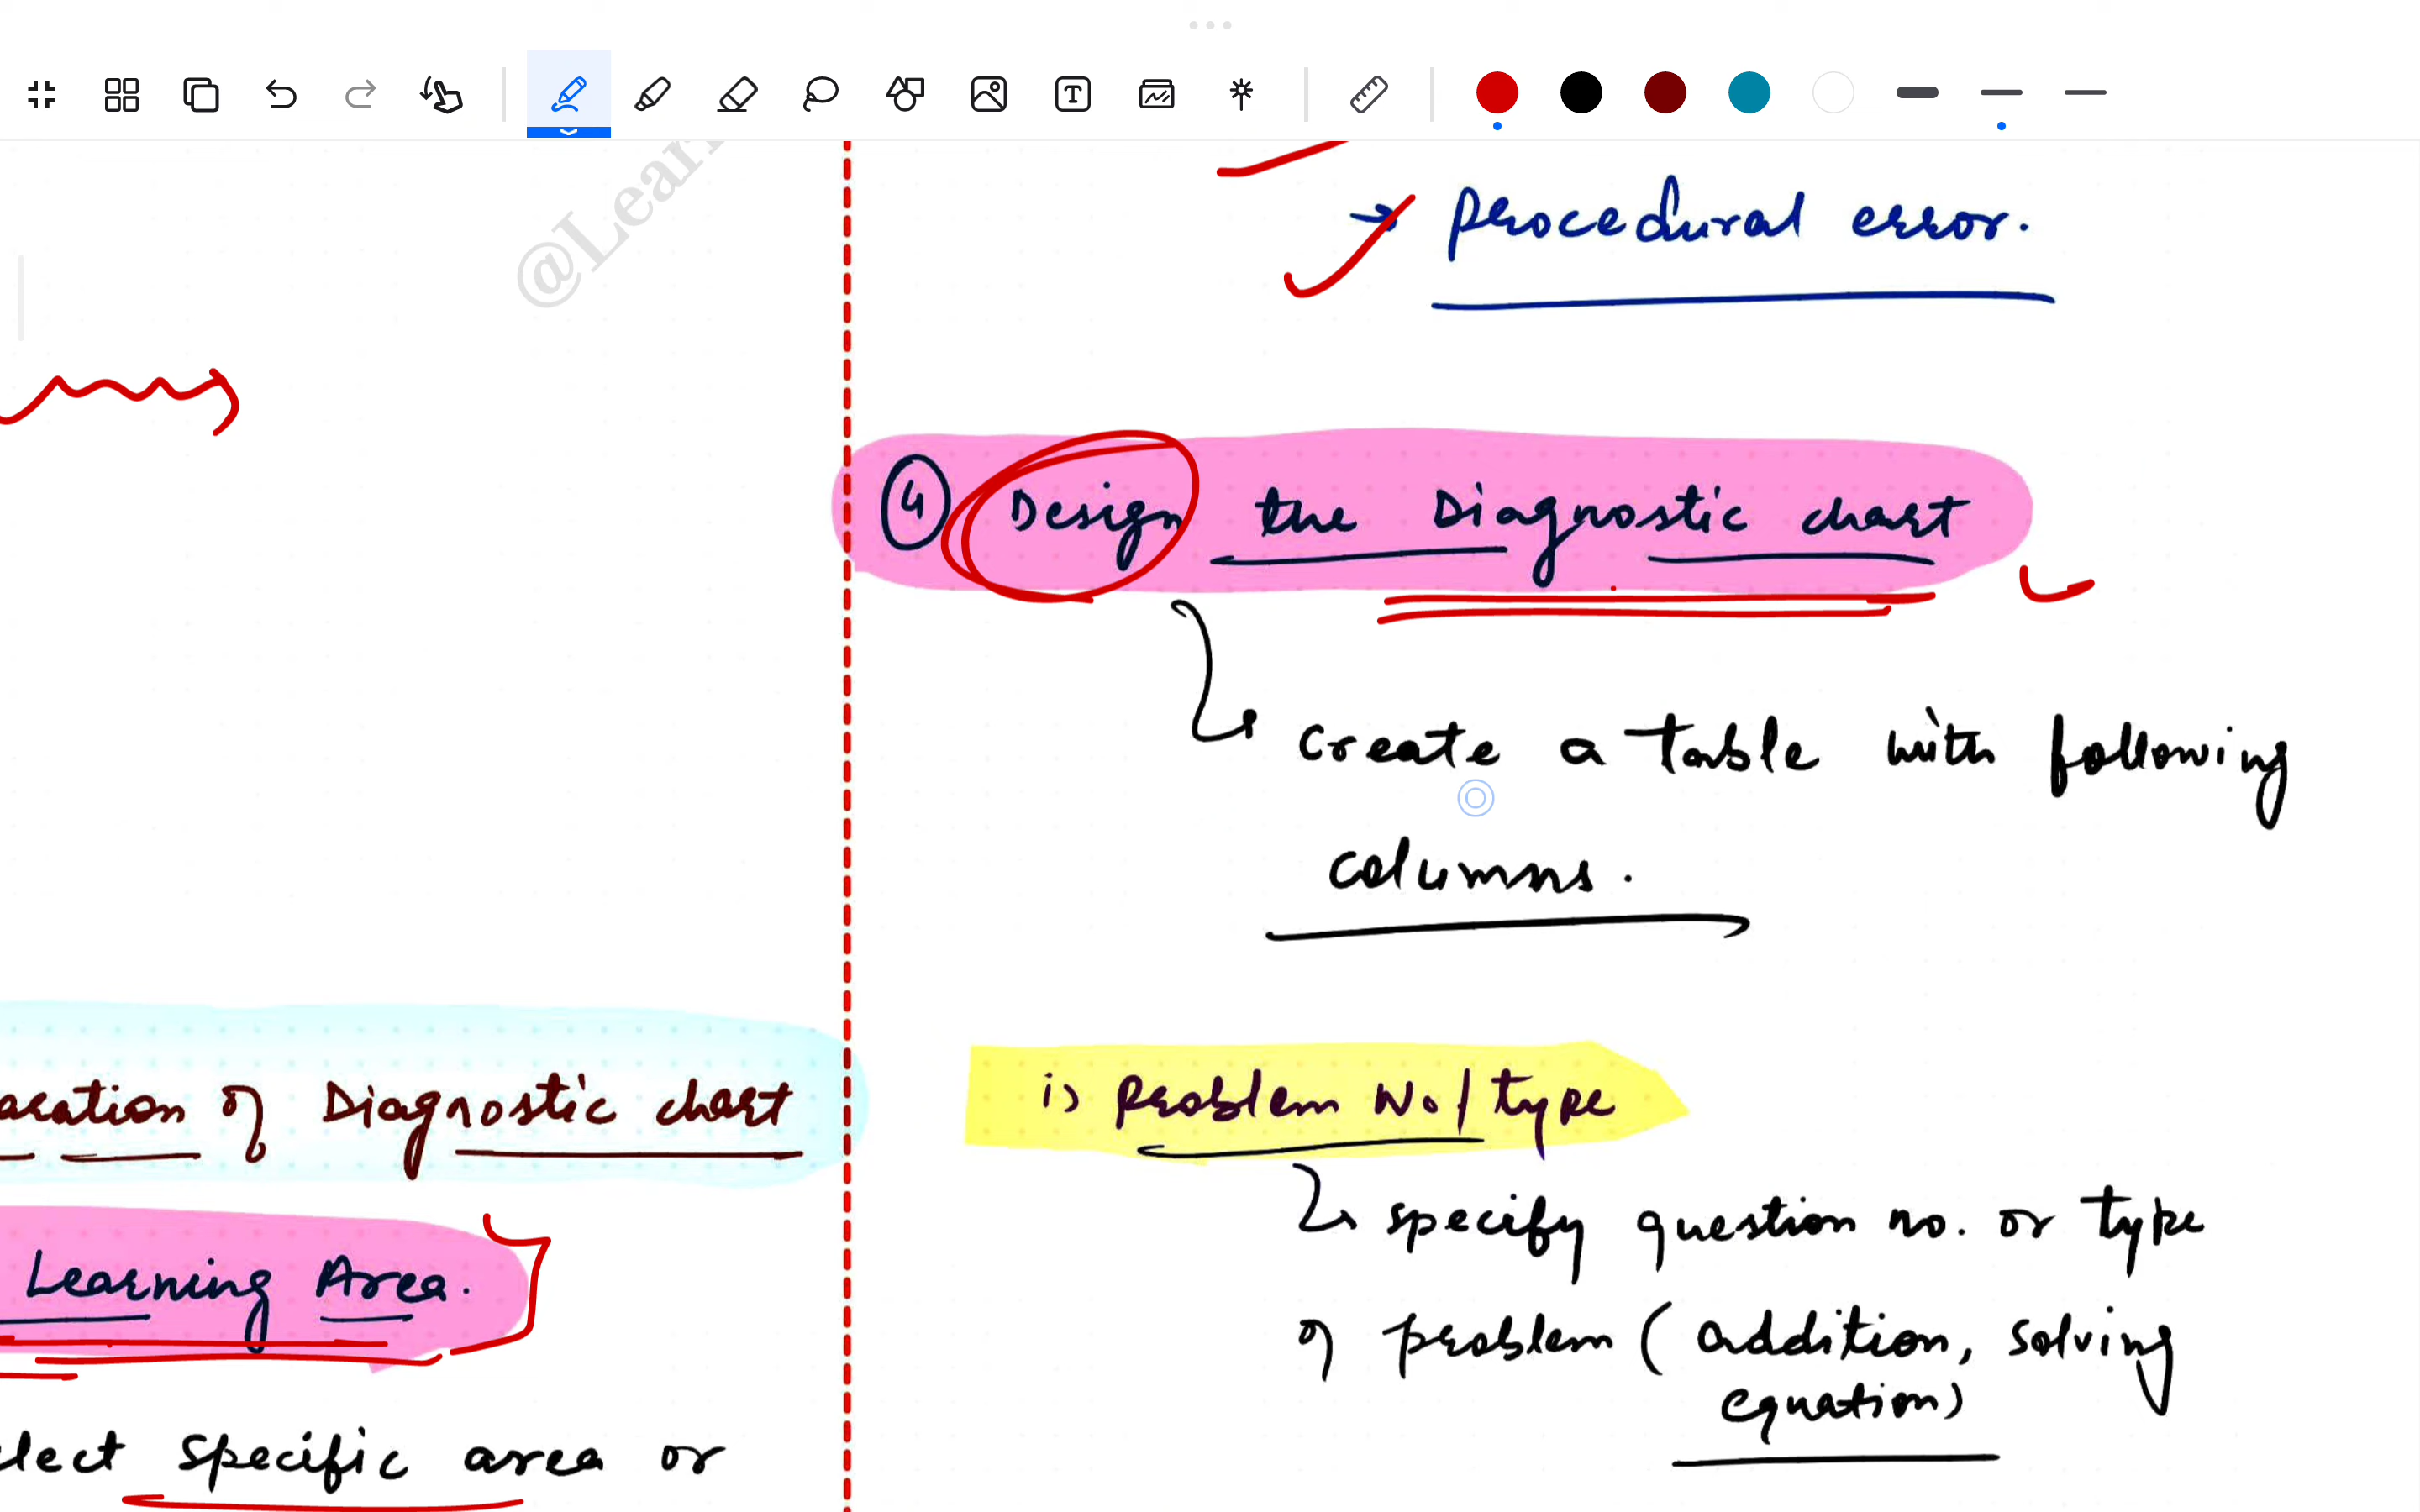 @Lear
aration of Diagnostic chart
Learning Area.
lect specific area or
→ procedural error.
④ Design the Diagnostic chart
create a table with following
columns.
i) Problem No/type
specify question no. or type
of problem (addition, solving
equation)